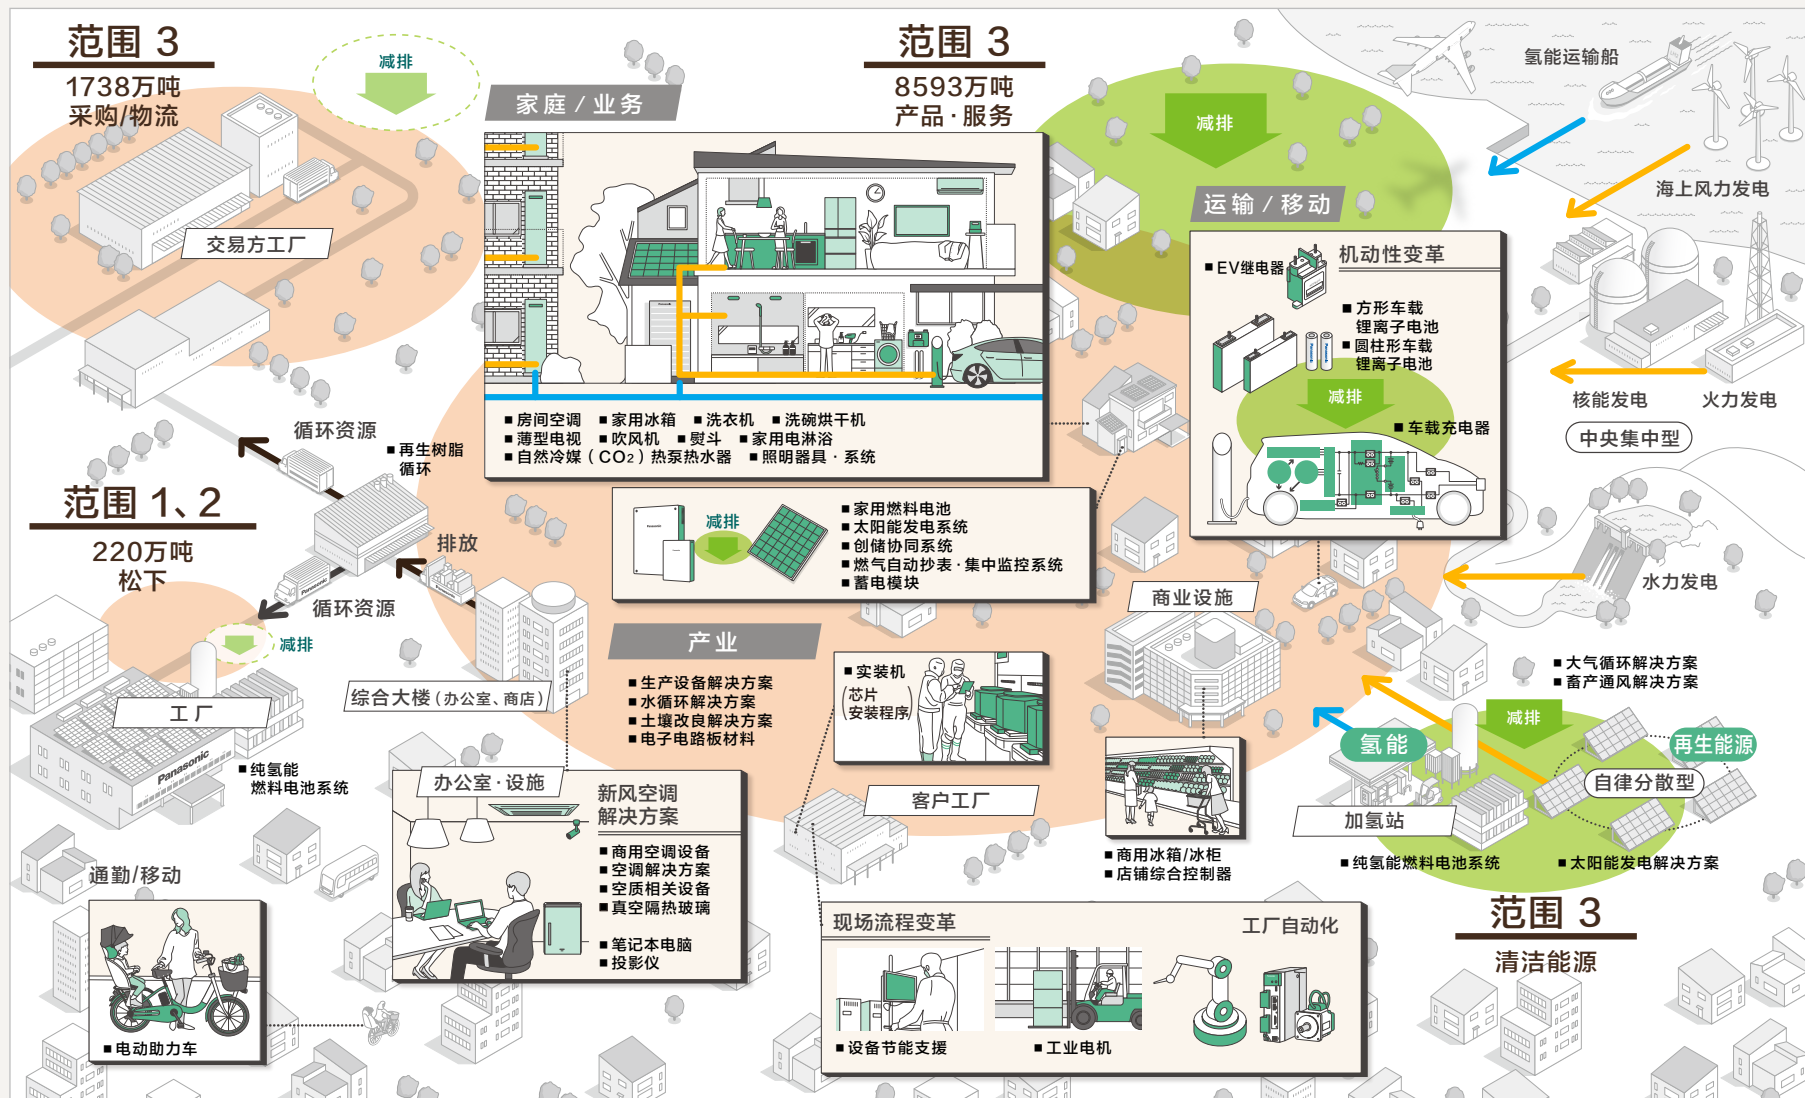 范围 3
1738万吨
采购/物流
减排
交易方工厂
循环资源
■再生树脂
循环
范围 1、2
220万吨
松下
排放
Panasonic
循环资源
减排
工厂
Panasonic
■纯氢能
燃料电池系统
综合大楼（办公室、商店）
通勤/移动
■电动助力车
家庭 / 业务
■房间空调 ■家用冰箱 ■洗衣机 ■洗碗烘干机
■薄型电视 ■吹风机 ■熨斗 ■家用电淋浴
■自然冷媒（CO2）热泵热水器 ■照明器具·系统
减排
■家用燃料电池
■太阳能发电系统
■创储协同系统
■燃气自动抄表·集中监控系统
■蓄电模块
产业
■生产设备解决方案
■水循环解决方案
■土壤改良解决方案
■电子电路板材料
■实装机
（芯片
安装程序）
办公室·设施
新风空调
解决方案
■商用空调设备
■空调解决方案
■空质相关设备
■真空隔热玻璃
■笔记本电脑
■投影仪
客户工厂
现场流程变革
工厂自动化
■设备节能支援
■工业电机
范围 3
8593万吨
产品·服务
减排
运输 / 移动
机动性变革
■EV继电器
■方形车载
锂离子电池
■圆柱形车载
锂离子电池
减排
■车载充电器
商业设施
■商用冰箱/冰柜
■店铺综合控制器
氢能运输船
海上风力发电
核能发电
火力发电
中央集中型
水力发电
■大气循环解决方案
■畜产通风解决方案
减排
氢能
再生能源
自律分散型
加氢站
■纯氢能燃料电池系统
■太阳能发电解决方案
范围 3
清洁能源